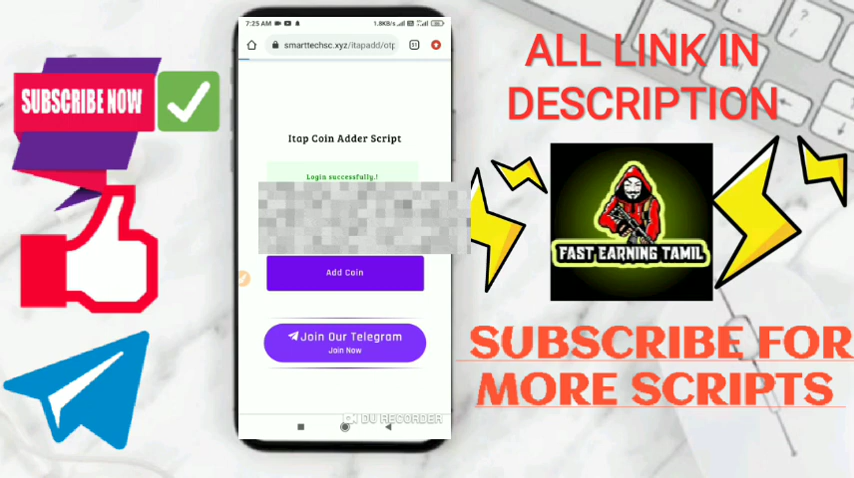 SUBSCRIBE NOW
7:25 AM
1.8KB/s
smarttechsc.xyz/itapadd/otp
Itap Coin Adder Script
Login successfully.!
Add Coin
Join Our Telegram
Join Now
DU RECORDER
ALL LINK IN
DESCRIPTION
FAST EARNING TAMIL
SUBSCRIBE FOR
MORE SCRIPTS